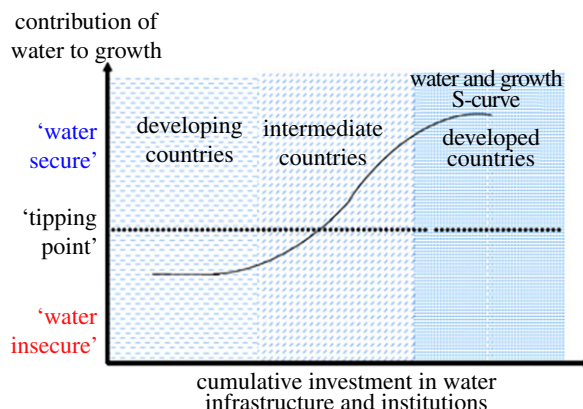 contribution of
water to growth
water and growth
S-curve
developing
countries
intermediate
countries
developed
countries
‘water
secure’
‘tipping
point’
‘water
insecure’
cumulative investment in water
infrastructure and institutions